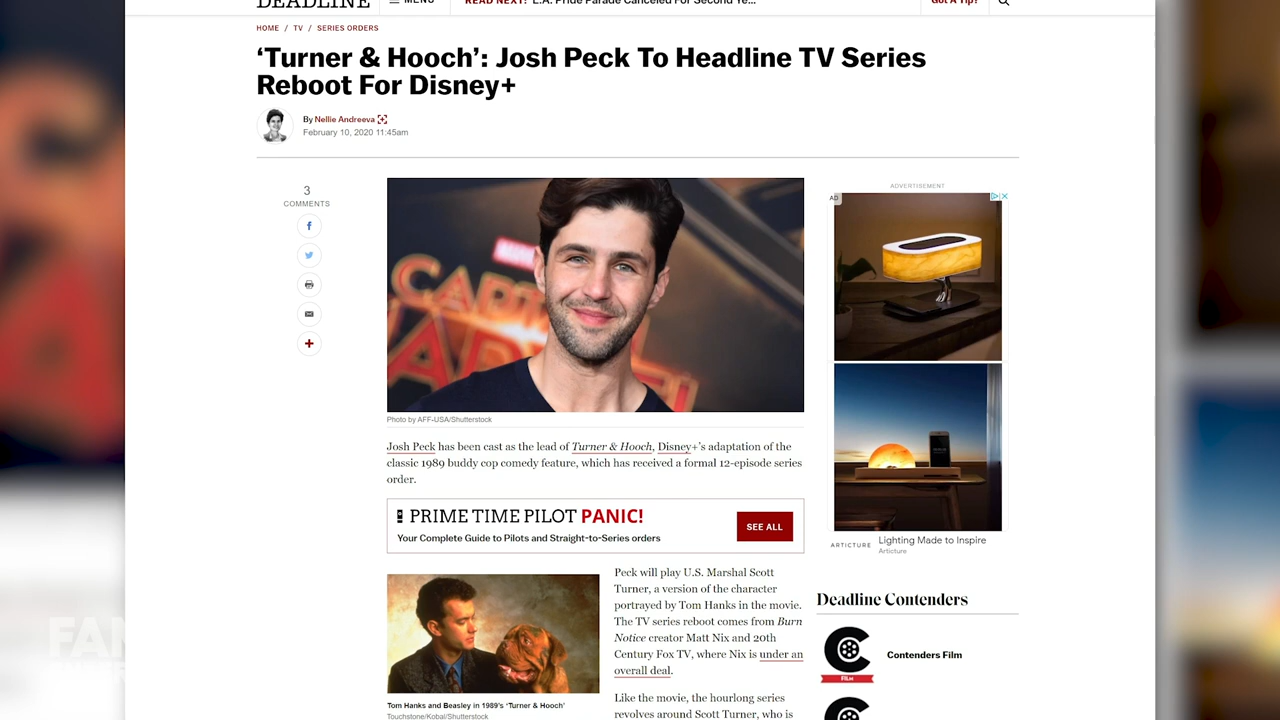 DEADLINE
MENU
READ NEXT: L.A. Pride Parade Canceled For Second Ye...
Got A Tip?
HOME / TV / SERIES ORDERS
‘Turner & Hooch’: Josh Peck To Headline TV Series
Reboot For Disney+
By Nellie Andreeva
February 10, 2020 11:45am
3
COMMENTS
CAPTAIN
MARVEL
Photo by AFF-USA/Shutterstock
Josh Peck has been cast as the lead of Turner & Hooch, Disney+’s adaptation of the
classic 1989 buddy cop comedy feature, which has received a formal 12-episode series
order.
PRIME TIME PILOT PANIC!
Your Complete Guide to Pilots and Straight-to-Series orders
SEE ALL
Tom Hanks and Beasley in 1989's 'Turner & Hooch'
Touchstone/Kobal/Shutterstock
Peck will play U.S. Marshal Scott
Turner, a version of the character
portrayed by Tom Hanks in the movie.
The TV series reboot comes from Burn
Notice creator Matt Nix and 20th
Century Fox TV, where Nix is under an
overall deal.
Like the movie, the hourlong series
revolves around Scott Turner, who is
ADVERTISEMENT
AD
ARTICTURE
Lighting Made to Inspire
Articture
Deadline Contenders
FILM
Contenders Film
FAN